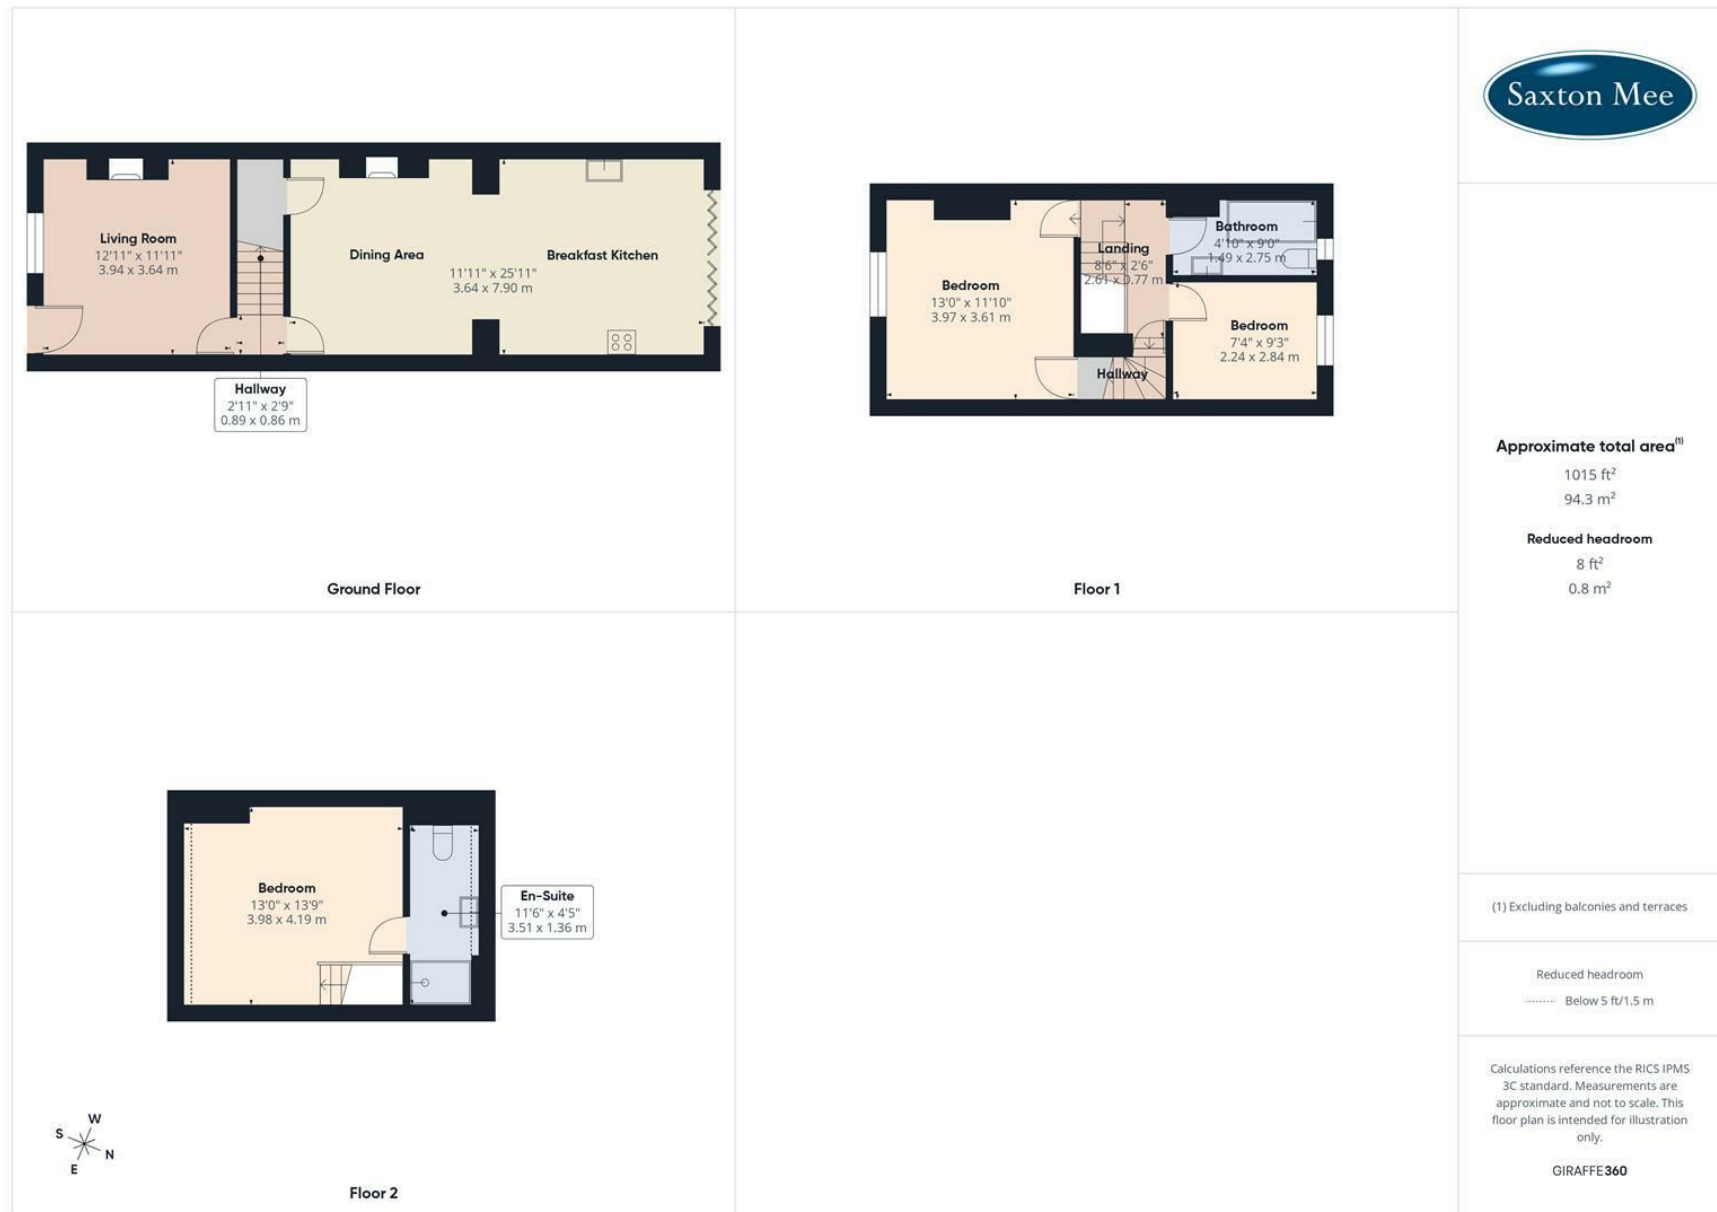 Living Room
12'11" x 11'11"
3.94 x 3.64 m
Dining Area
Breakfast Kitchen
11'11" x 25'11"
3.64 x 7.90 m
Hallway
2'11" x 2'9"
0.89 x 0.86 m
Ground Floor
Bedroom
13'0" x 11'10"
3.97 x 3.61 m
Landing
8'6" x 2'6"
2.61 x 0.77 m
Bathroom
4'10" x 9'0"
1.49 x 2.75 m
Bedroom
7'4" x 9'3"
2.24 x 2.84 m
Hallway
Floor 1
Bedroom
13'0" x 13'9"
3.98 x 4.19 m
En-Suite
11'6" x 4'5"
3.51 x 1.36 m
W
S
N
E
Floor 2
Saxton Mee
Approximate total area⁽¹⁾
1015 ft²
94.3 m²
Reduced headroom
8 ft²
0.8 m²
(1) Excluding balconies and terraces
Reduced headroom
Below 5 ft/1.5 m
Calculations reference the RICS IPMS
3C standard. Measurements are
approximate and not to scale. This
floor plan is intended for illustration
only.
GIRAFFE360